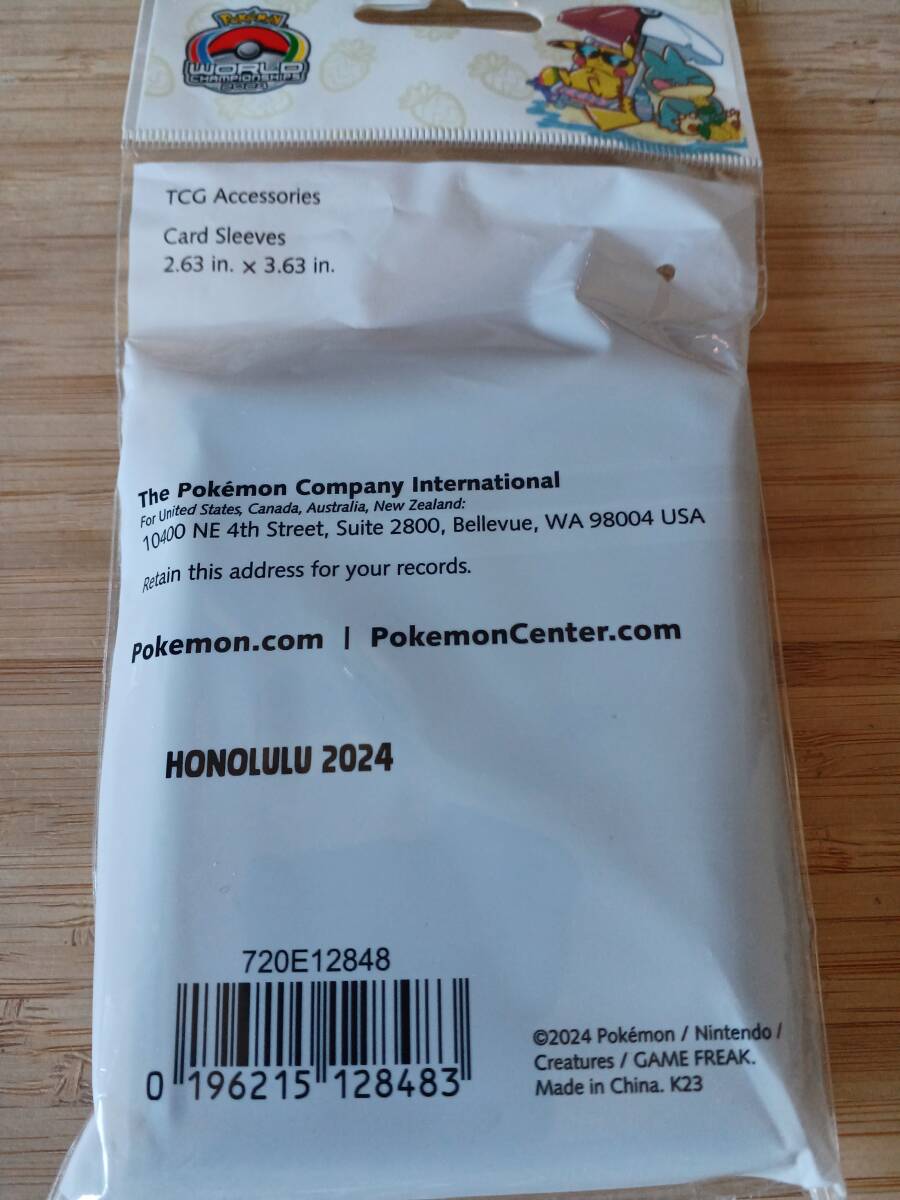 Pokémon
WORLD
CHAMPIONSHIPS
2024
TCG Accessories
Card Sleeves
2.63 in. x 3.63 in.
The Pokémon Company International
For United States, Canada, Australia, New Zealand:
10400 NE 4th Street, Suite 2800, Bellevue, WA 98004 USA
Retain this address for your records.
Pokemon.com | PokemonCenter.com
HONOLULU 2024
720E12848
0 196215 128483
©2024 Pokémon / Nintendo /
Creatures / GAME FREAK.
Made in China. K23